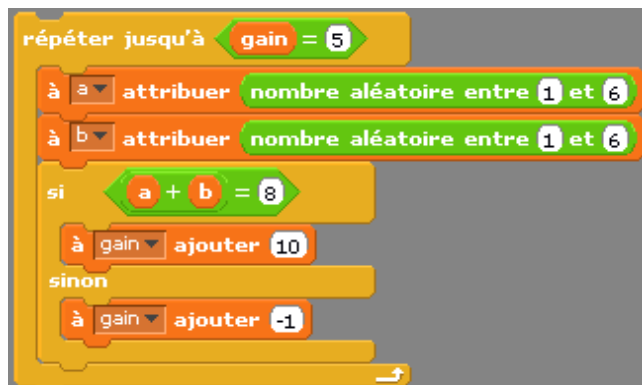 répéter jusqu'à gain = 5
à a attribuer nombre aléatoire entre 1 et 6
à b attribuer nombre aléatoire entre 1 et 6
si a + b = 8
à gain ajouter 10
sinon
à gain ajouter -1